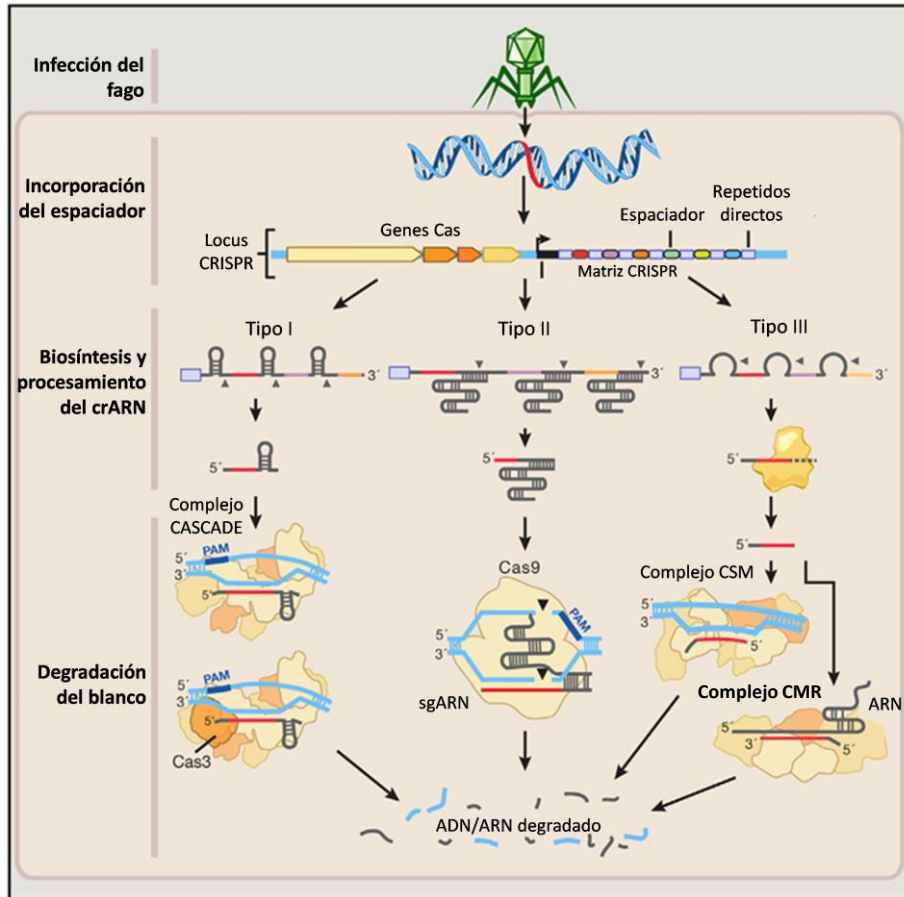 Infección del
fago
Incorporación
del espaciador
Locus
CRISPR
Genes Cas
Espaciador
Repetidos
directos
Matriz CRISPR
Biosíntesis y
procesamiento
del crARN
Tipo I
Tipo II
Tipo III
3´
3´
3´
5´
5´
5´
Degradación
del blanco
Complejo
CASCADE
PAM
5´
3´
5´
PAM
5´
3´
5´
Cas3
Cas9
PAM
5´
3´
sgARN
Complejo CSM
5´
3´
5´
Complejo CMR
ARN
5´
3´
5´
ADN/ARN degradado